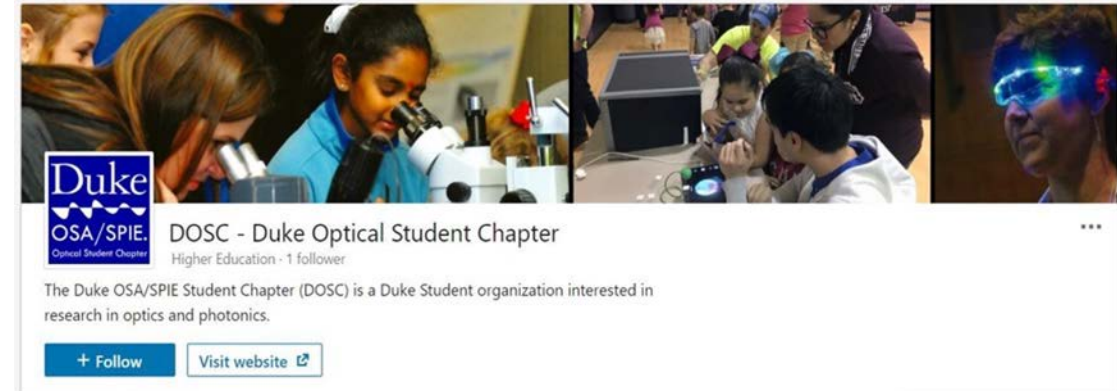 Duke
OSA/SPIE.
Optical Student Chapter
DOSC - Duke Optical Student Chapter
Higher Education · 1 follower
The Duke OSA/SPIE Student Chapter (DOSC) is a Duke Student organization interested in
research in optics and photonics.
+ Follow
Visit website